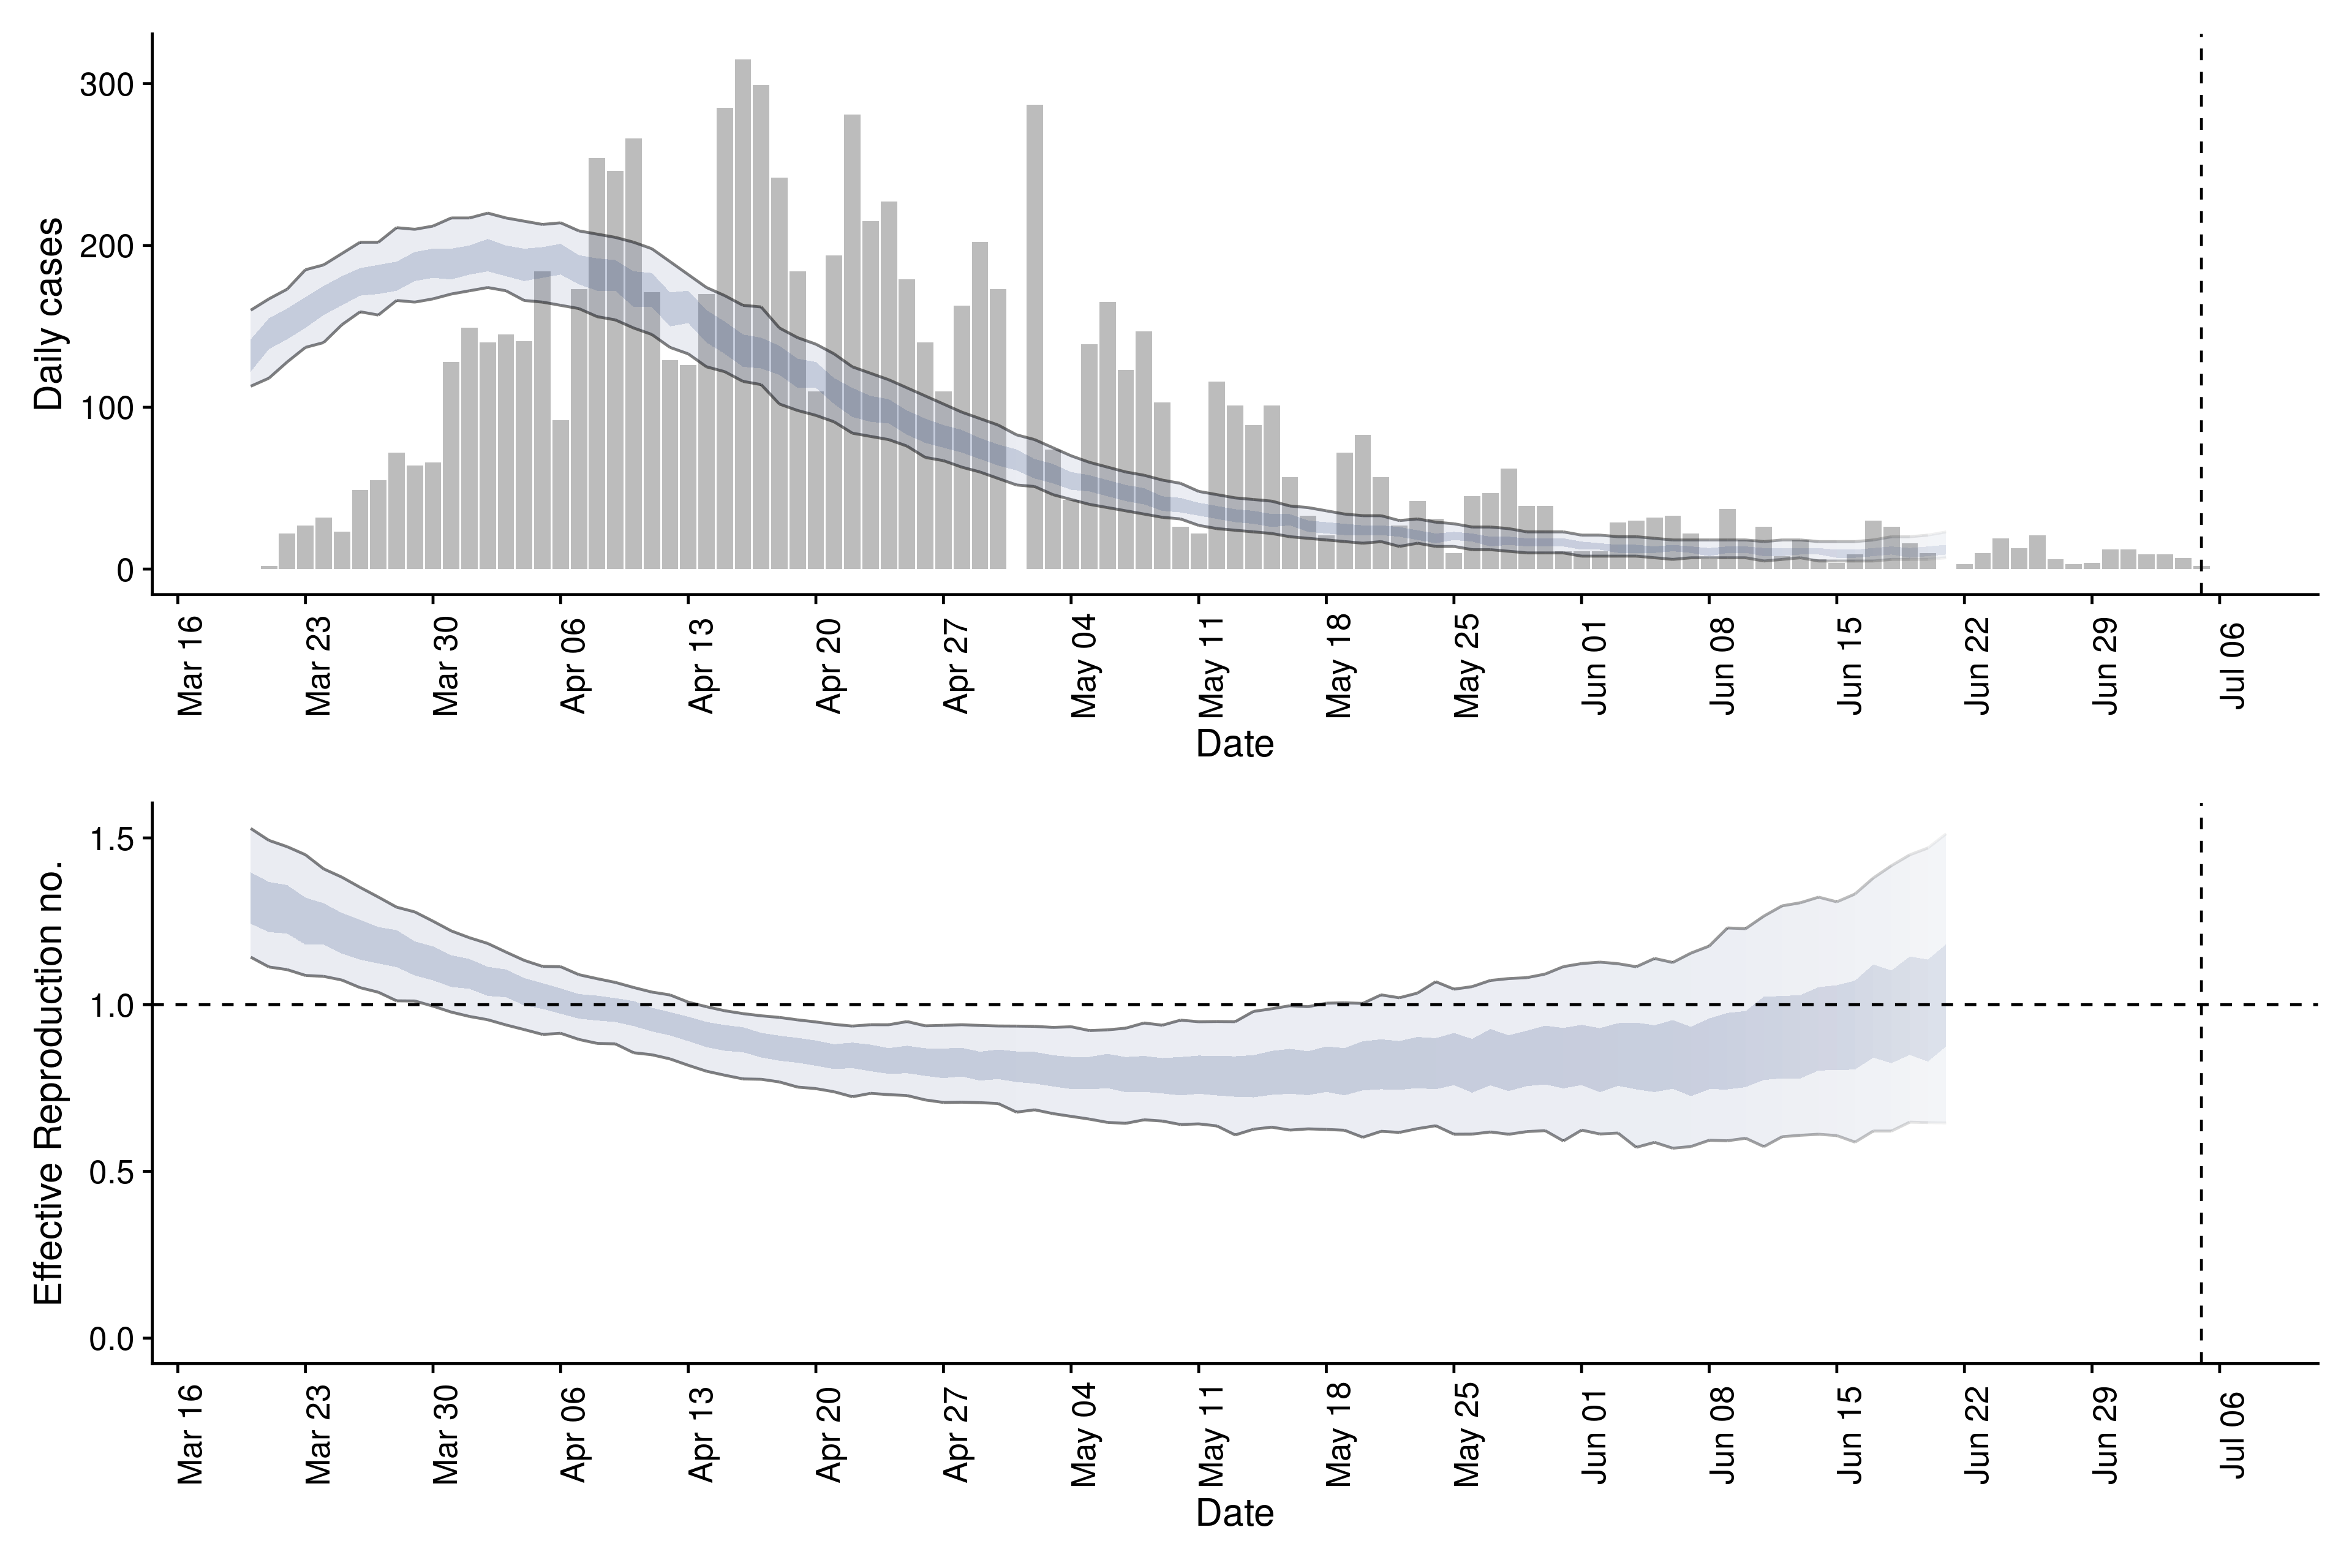 Daily cases
300
200
100
0
Mar 16
Mar 23
Mar 30
Apr 06
Apr 13
Apr 20
Apr 27
May 04
May 11
May 18
May 25
Jun 01
Jun 08
Jun 15
Jun 22
Jun 29
Jul 06
Date
Effective Reproduction no.
1.5
1.0
0.5
0.0
Mar 16
Mar 23
Mar 30
Apr 06
Apr 13
Apr 20
Apr 27
May 04
May 11
May 18
May 25
Jun 01
Jun 08
Jun 15
Jun 22
Jun 29
Jul 06
Date